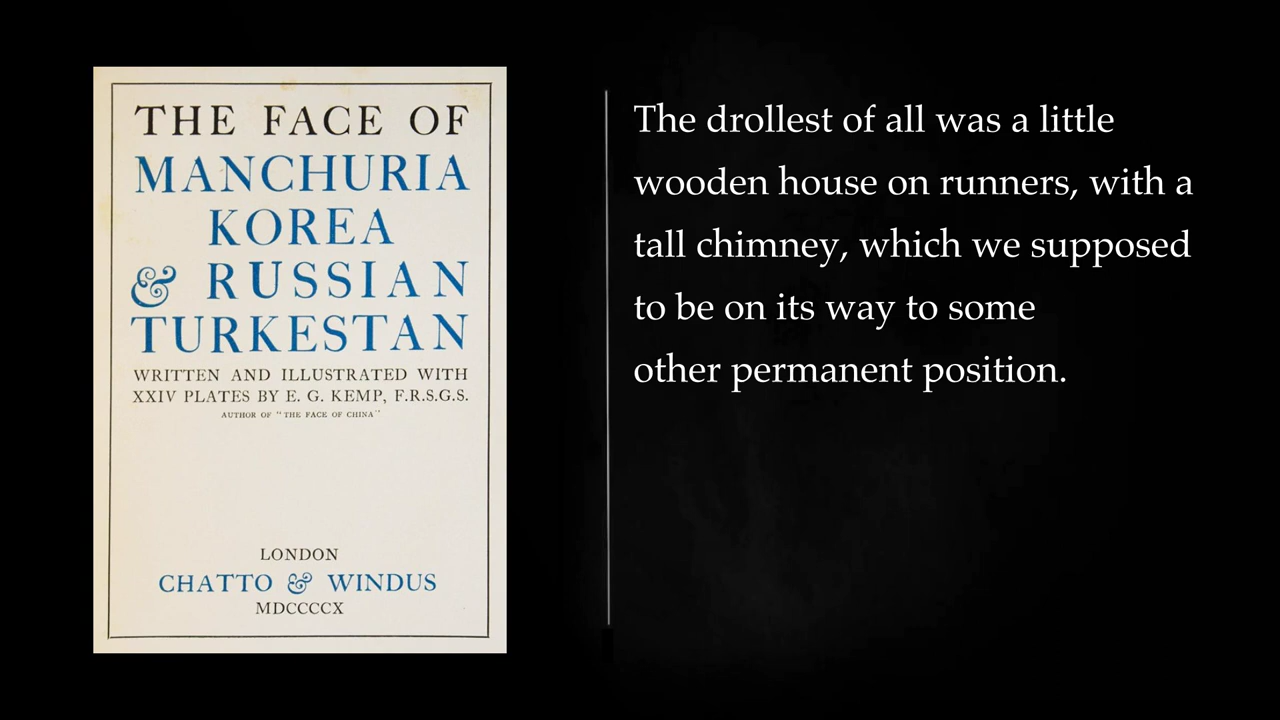 THE FACE OF
MANCHURIA
KOREA
& RUSSIAN
TURKESTAN
WRITTEN AND ILLUSTRATED WITH
XXIV PLATES BY E. G. KEMP, F.R.S.G.S.
AUTHOR OF "THE FACE OF CHINA"
LONDON
CHATTO & WINDUS
MDCCCCX
The drollest of all was a little
wooden house on runners, with a
tall chimney, which we supposed
to be on its way to some
other permanent position.